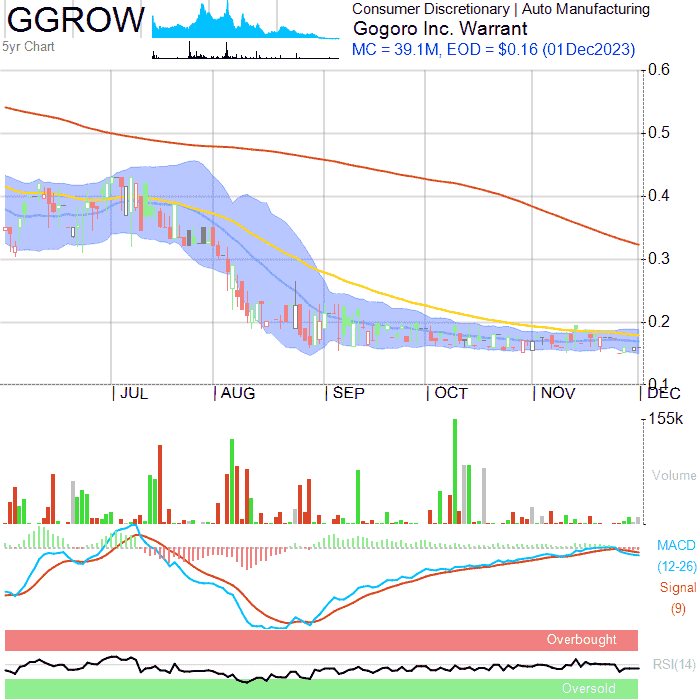 GGROW
5yr Chart
Consumer Discretionary | Auto Manufacturing
Gogoro Inc. Warrant
MC = 39.1M, EOD = $0.16 (01Dec2023)
0.6
0.5
0.4
0.3
0.2
0.1
| JUL | AUG | SEP | OCT | NOV | DEC
155k
Volume
MACD
(12-26)
Signal
(9)
Overbought
RSI(14)
Oversold